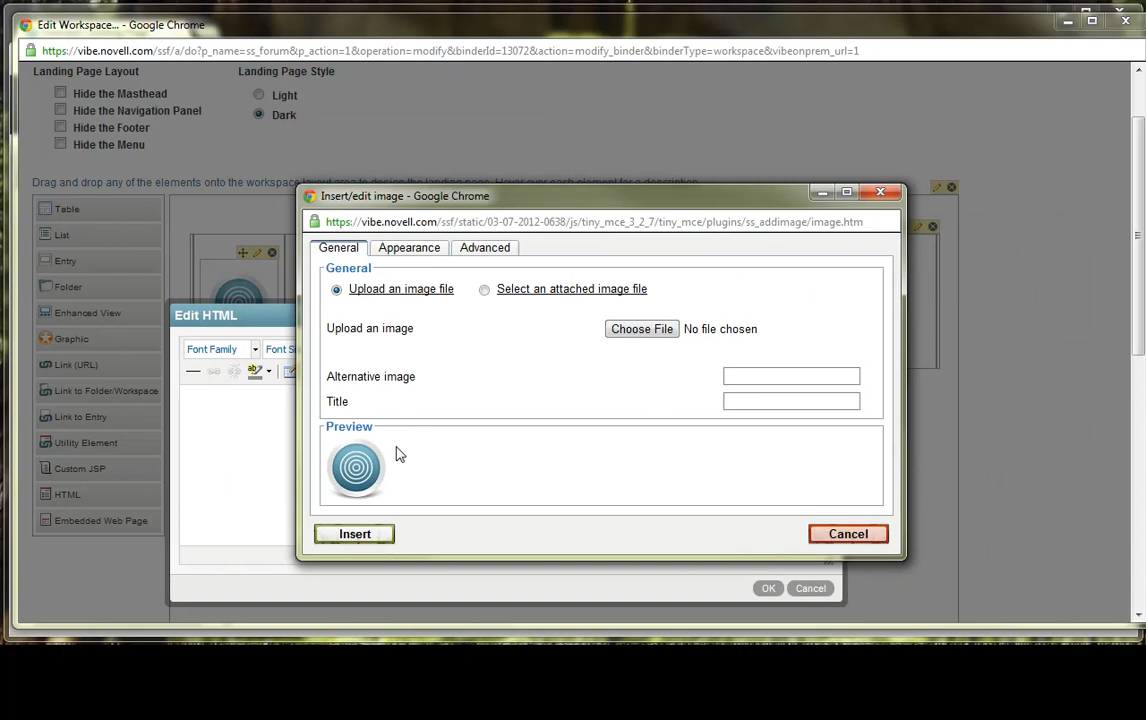 Edit Workspace... - Google Chrome
https://vibe.novell.com/ssf/a/do?p_name=ss_forum&p_action=1&operation=modify&binderId=13072&action=modify_binder&binderType=workspace&vibeonprem_url=1
Landing Page Layout
Landing Page Style
Hide the Masthead
Light
Hide the Navigation Panel
Dark
Hide the Footer
Hide the Menu
Drag and drop any of the elements onto the workspace
Insert/edit image - Google Chrome
https://vibe.novell.com/ssf/static/03-07-2012-0638/js/tiny_mce_3_2_7/tiny_mce/plugins/ss_addimage/image.htm
General
Appearance
Advanced
General
Upload an image file
Select an attached image file
Upload an image
Choose File
No file chosen
Alternative image
Title
Preview
Insert
Cancel
Table
List
Entry
Folder
Enhanced View
Graphic
Link (URL)
Link to Folder/Workspace
Link to Entry
Utility Element
Custom JSP
HTML
Embedded Web Page
Edit HTML
Font Family
Font Si
OK
Cancel